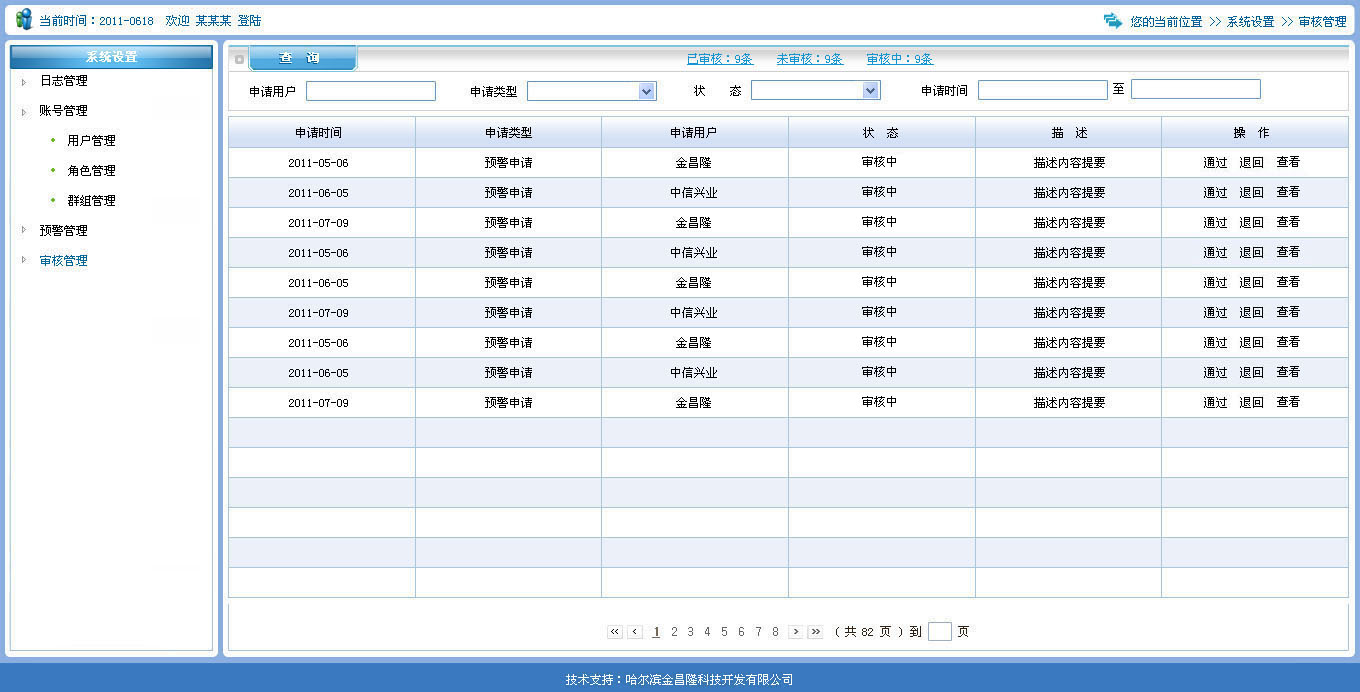 当前时间：2011-0618 欢迎 某某某 登陆
您的当前位置 >> 系统设置 >> 审核管理
系统设置
日志管理
账号管理
用户管理
角色管理
群组管理
预警管理
审核管理
查 询 已审核：9条 未审核：9条 审核中：9条
申请用户 申请类型 状 态 申请时间 至
申请时间 申请类型 申请用户 状 态 描 述 操 作
2011-05-06 预警申请 金昌隆 审核中 描述内容提要 通过 退回 查看
2011-06-05 预警申请 中信兴业 审核中 描述内容提要 通过 退回 查看
2011-07-09 预警申请 金昌隆 审核中 描述内容提要 通过 退回 查看
2011-05-06 预警申请 中信兴业 审核中 描述内容提要 通过 退回 查看
2011-06-05 预警申请 金昌隆 审核中 描述内容提要 通过 退回 查看
2011-07-09 预警申请 中信兴业 审核中 描述内容提要 通过 退回 查看
2011-05-06 预警申请 金昌隆 审核中 描述内容提要 通过 退回 查看
2011-06-05 预警申请 中信兴业 审核中 描述内容提要 通过 退回 查看
2011-07-09 预警申请 金昌隆 审核中 描述内容提要 通过 退回 查看
« ‹ 1 2 3 4 5 6 7 8 › » （ 共 82 页 ）到 页
技术支持：哈尔滨金昌隆科技开发有限公司